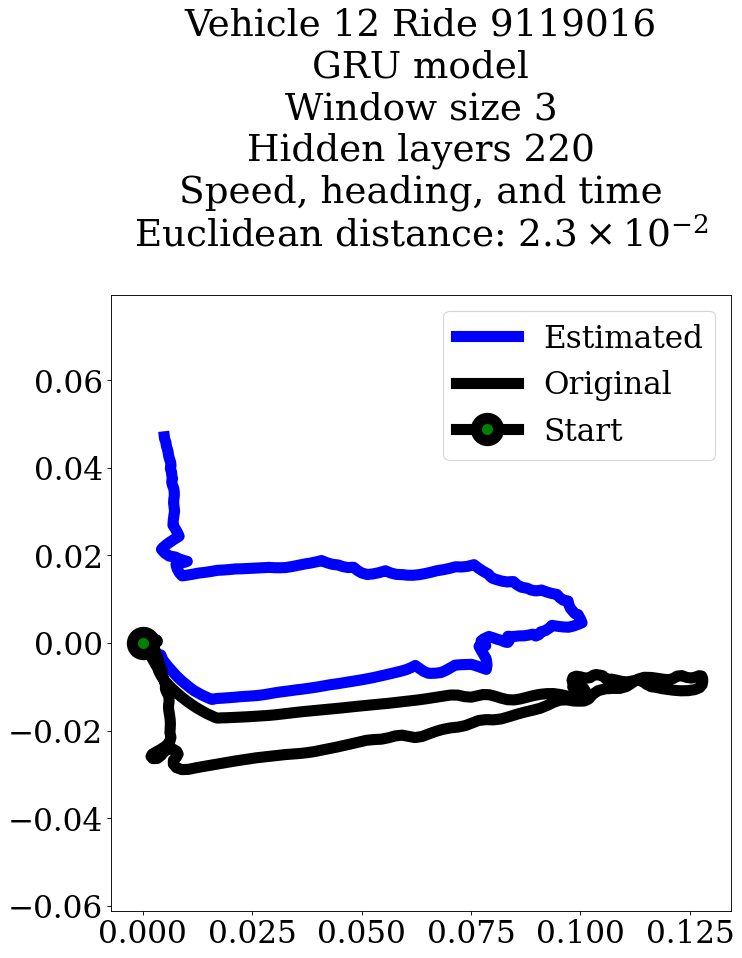 Vehicle 12 Ride 9119016
GRU model
Window size 3
Hidden layers 220
Speed, heading, and time
Euclidean distance: 2.3 × 10⁻²
Estimated
Original
Start
0.06
0.04
0.02
0.00
−0.02
−0.04
−0.06
0.000 0.025 0.050 0.075 0.100 0.125